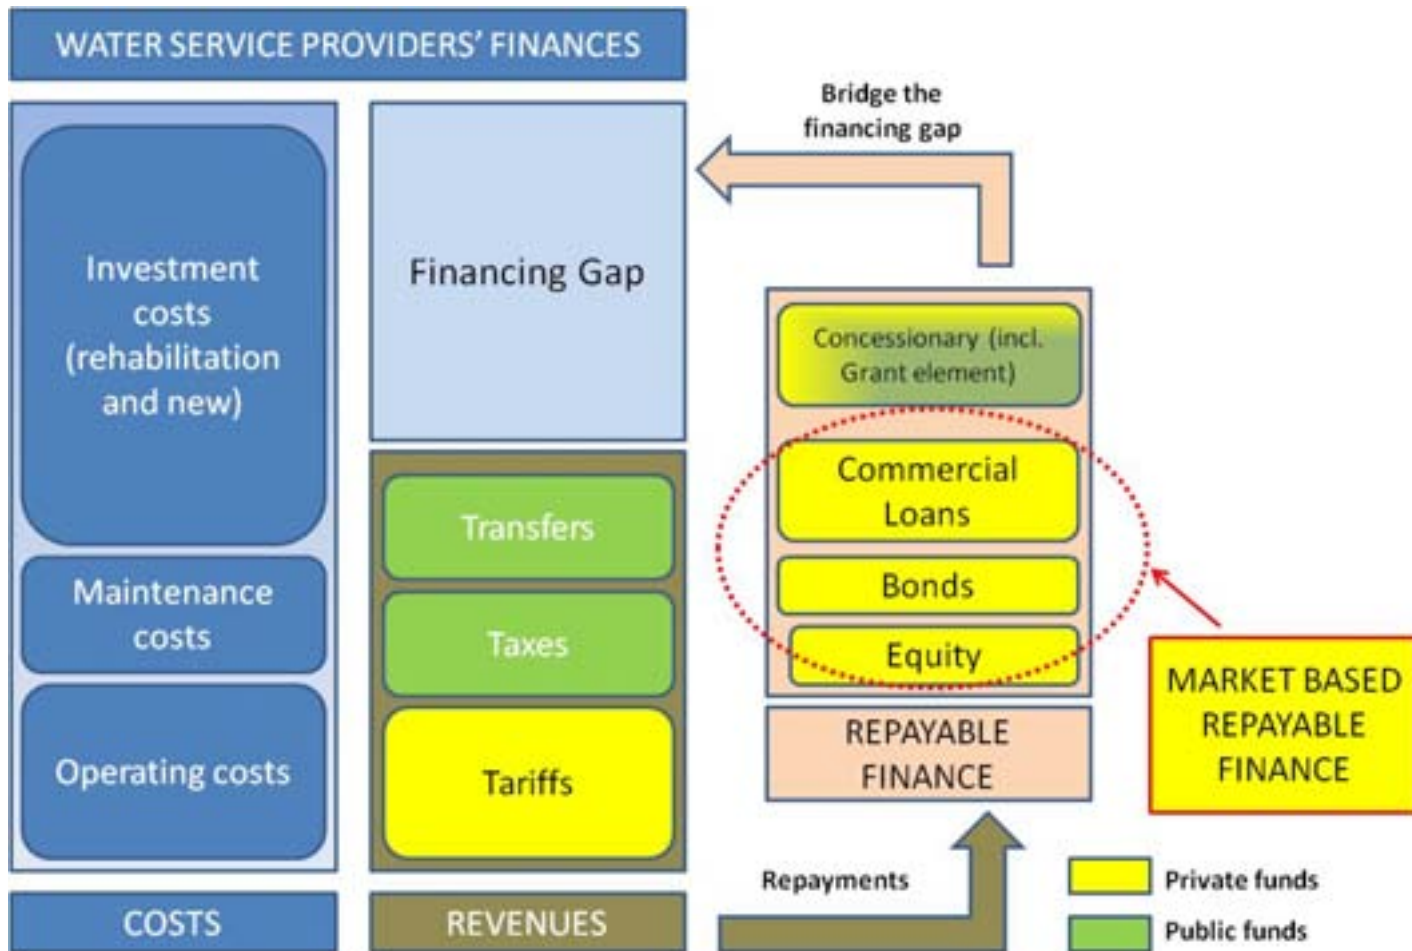 WATER SERVICE PROVIDERS' FINANCES
Investment
costs
(rehabilitation
and new)
Maintenance
costs
Operating costs
COSTS
Financing Gap
Transfers
Taxes
Tariffs
REVENUES
Bridge the
financing gap
Concessionary (incl.
Grant element)
Commercial
Loans
Bonds
Equity
REPAYABLE
FINANCE
Repayments
MARKET BASED
REPAYABLE
FINANCE
Private funds
Public funds